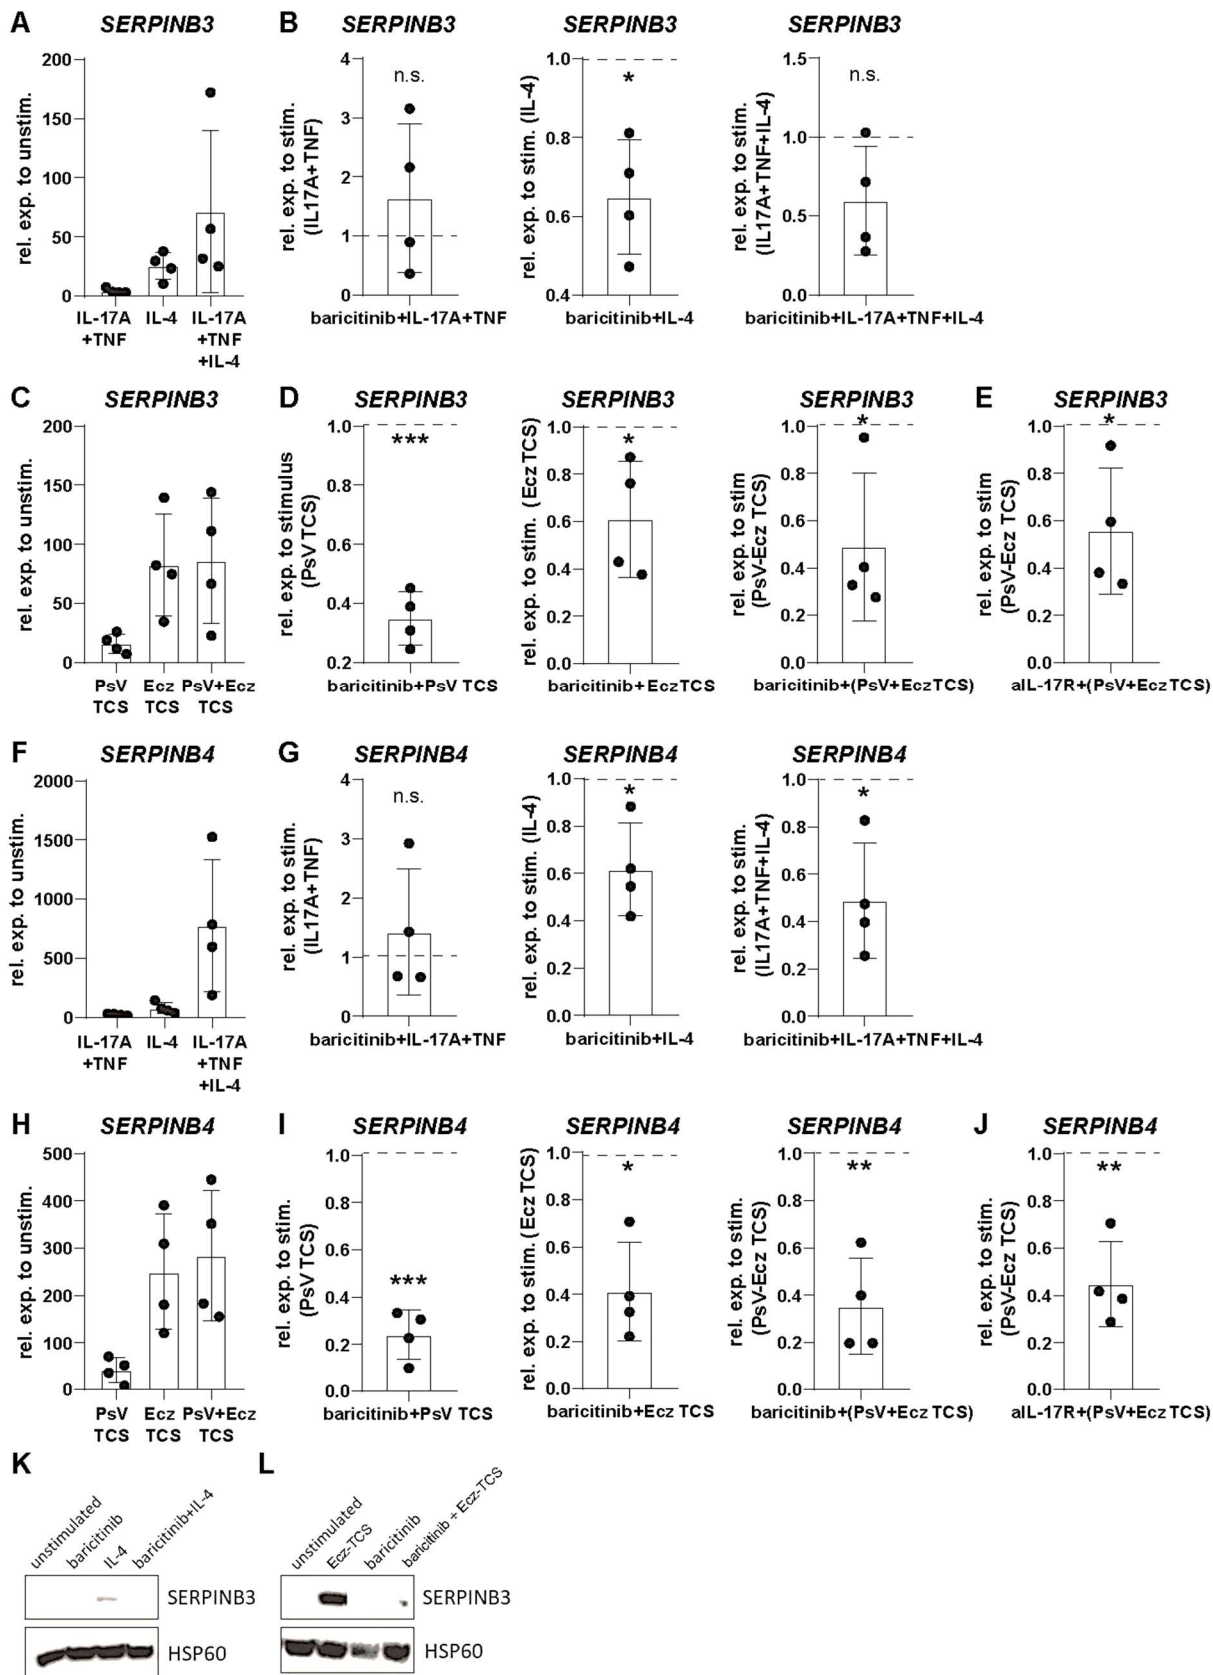 A SERPINB3 B SERPINB3 SERPINB3 SERPINB3
rel. exp. to unstim.
200
150
100
50
0
IL-17A IL-4 IL-17A
+TNF +TNF
+IL-4
rel. exp. to stim.
(IL17A+TNF)
4
3
2
1
0
n.s.
baricitinib+IL-17A+TNF
rel. exp. to stim. (IL-4)
1.0
0.8
0.6
0.4
*
baricitinib+IL-4
rel. exp. to stim.
(IL17A+TNF+IL-4)
1.5
1.0
0.5
0.0
n.s.
baricitinib+IL-17A+TNF+IL-4
C SERPINB3 D SERPINB3 SERPINB3 SERPINB3 E SERPINB3
rel. exp. to unstim.
200
150
100
50
0
PsV Ecz PsV+Ecz
TCS TCS TCS
rel. exp. to stimulus
(PsV TCS)
1.0
0.8
0.6
0.4
0.2
***
baricitinib+PsV TCS
rel. exp. to stim. (Ecz TCS)
1.0
0.8
0.6
0.4
0.2
0.0
*
baricitinib+Ecz TCS
rel. exp. to stim
(PsV-Ecz TCS)
1.0
0.8
0.6
0.4
0.2
0.0
*
baricitinib+(PsV+Ecz TCS)
rel. exp. to stim
(PsV-Ecz TCS)
1.0
0.8
0.6
0.4
0.2
0.0
*
aIL-17R+(PsV+Ecz TCS)
F SERPINB4 G SERPINB4 SERPINB4 SERPINB4
rel. exp. to unstim.
2000
1500
1000
500
0
IL-17A IL-4 IL-17A
+TNF +TNF
+IL-4
rel. exp. to stim.
(IL17A+TNF)
4
3
2
1
0
n.s.
baricitinib+IL-17A+TNF
rel. exp. to stim. (IL-4)
1.0
0.8
0.6
0.4
0.2
0.0
*
baricitinib+IL-4
rel. exp. to stim.
(IL17A+TNF+IL-4)
1.0
0.8
0.6
0.4
0.2
0.0
*
baricitinib+IL-17A+TNF+IL-4
H SERPINB4 I SERPINB4 SERPINB4 SERPINB4 J SERPINB4
rel. exp. to unstim.
500
400
300
200
100
0
PsV Ecz PsV+Ecz
TCS TCS TCS
rel. exp. to stim.
(PsV TCS)
1.0
0.8
0.6
0.4
0.2
0.0
***
baricitinib+PsV TCS
rel. exp. to stim. (Ecz TCS)
1.0
0.8
0.6
0.4
0.2
0.0
*
baricitinib+Ecz TCS
rel. exp. to stim.
(PsV-Ecz TCS)
1.0
0.8
0.6
0.4
0.2
0.0
**
baricitinib+(PsV+Ecz TCS)
rel. exp. to stim.
(PsV-Ecz TCS)
1.0
0.8
0.6
0.4
0.2
0.0
**
aIL-17R+(PsV+Ecz TCS)
K
unstimulated
baricitinib
IL-4
baricitinib+IL-4
SERPINB3
HSP60
L
unstimulated
Ecz-TCS
baricitinib
baricitinib + Ecz-TCS
SERPINB3
HSP60